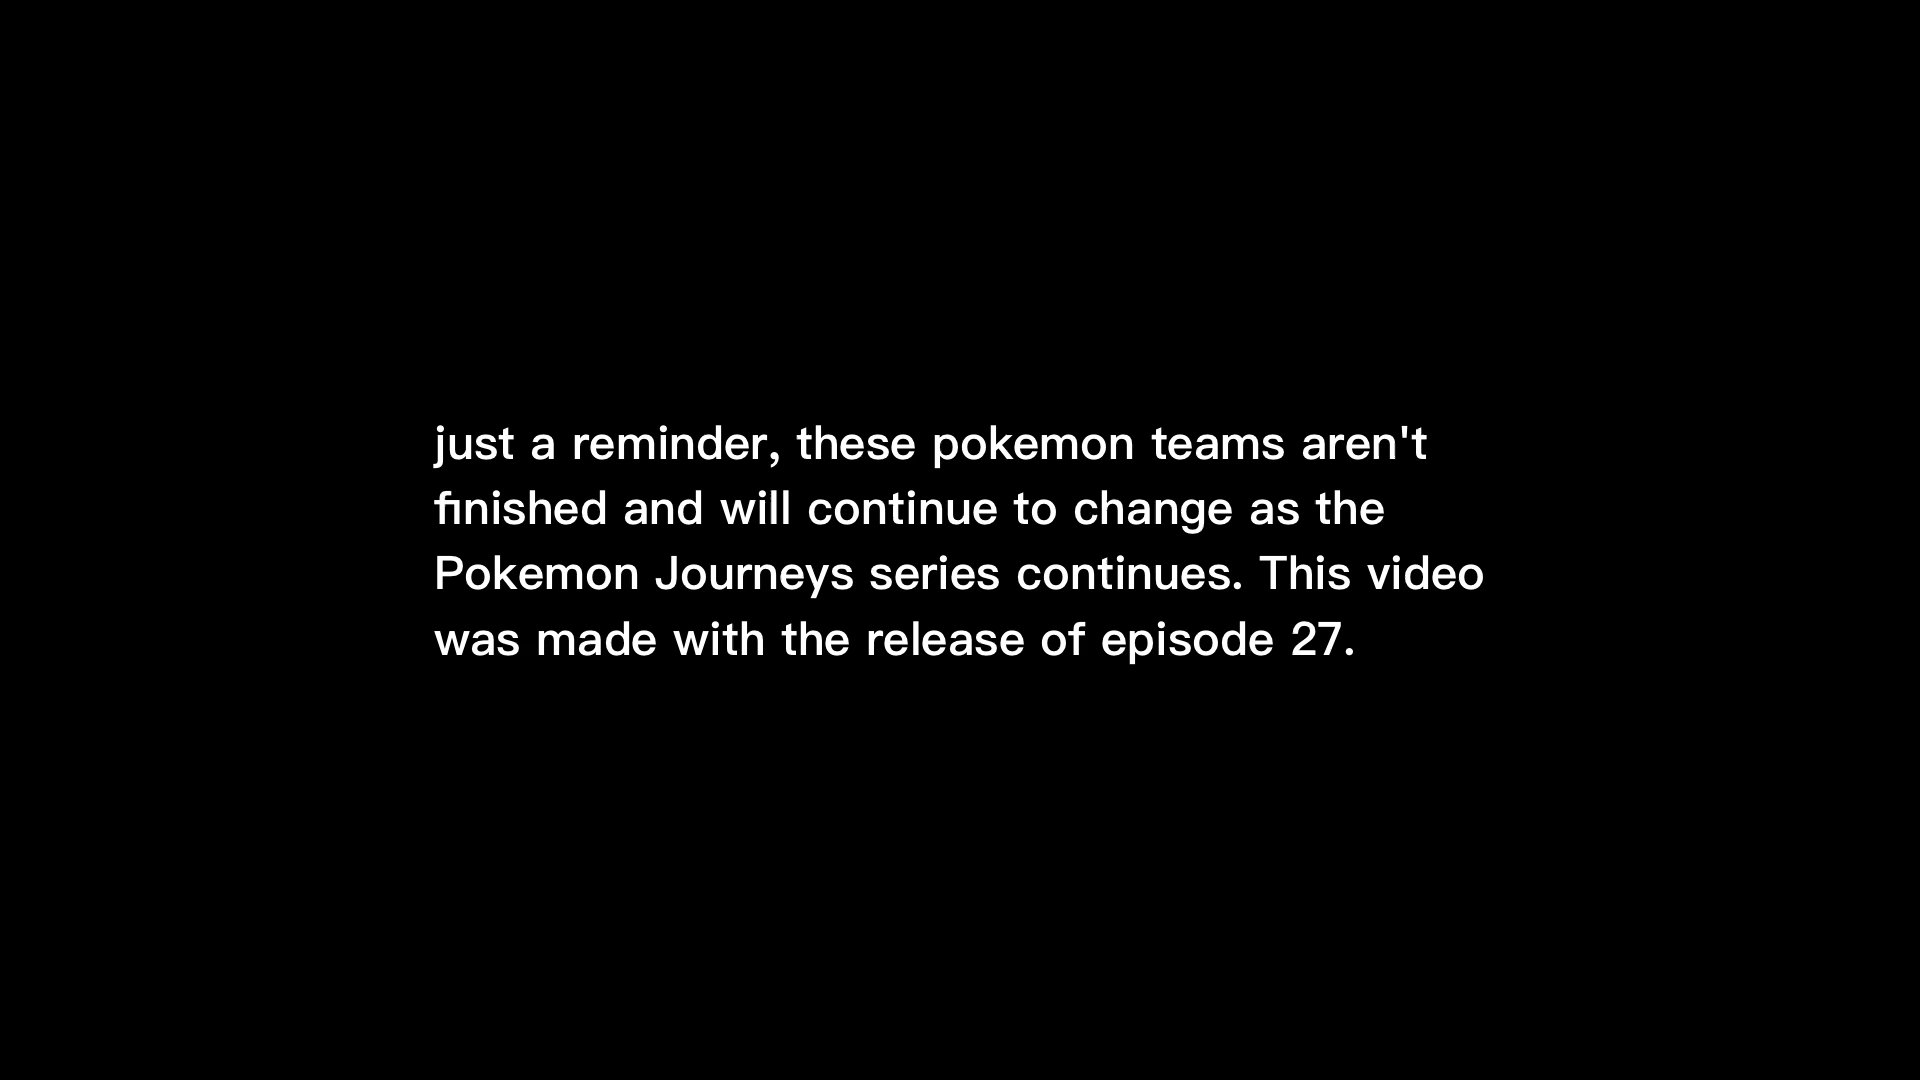 just a reminder, these pokemon teams aren't
finished and will continue to change as the
Pokemon Journeys series continues. This video
was made with the release of episode 27.